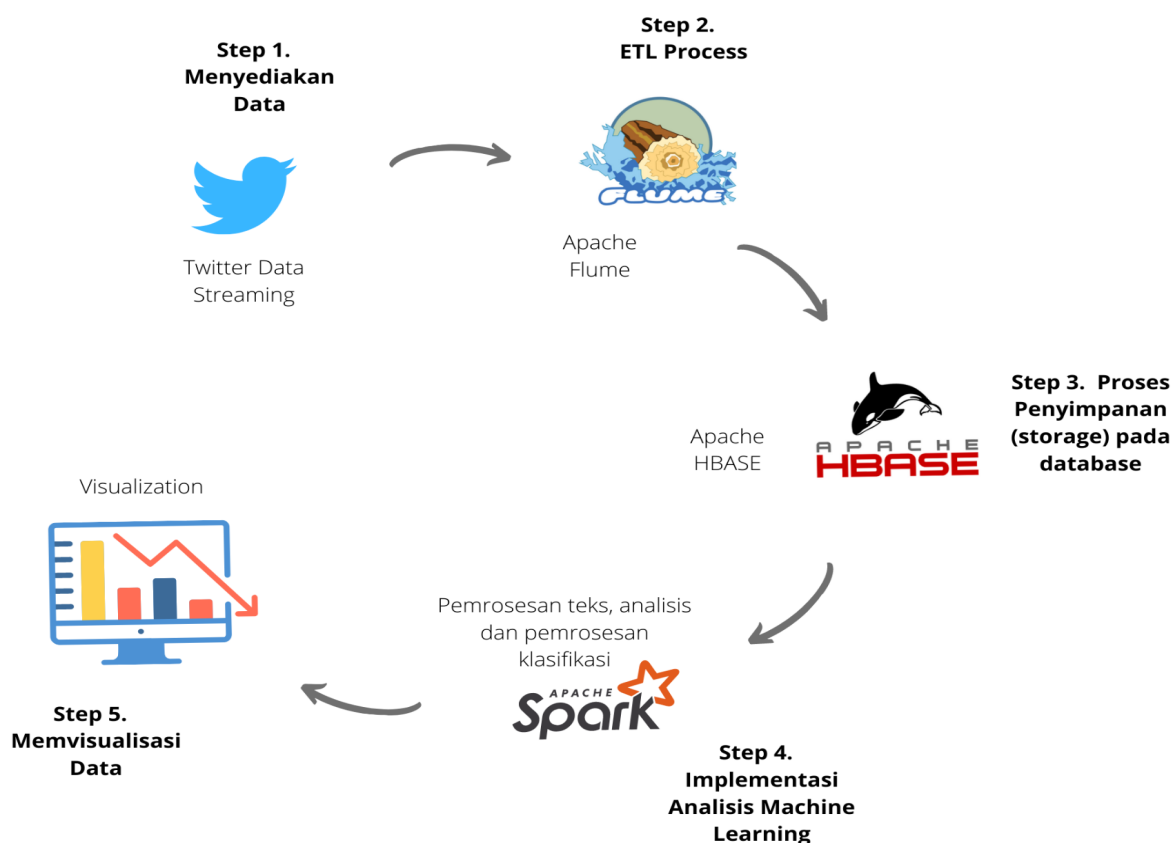 Step 1.
Menyediakan
Data
Twitter Data
Streaming
Step 2.
ETL Process
FLUME
Apache
Flume
Step 3.  Proses
Penyimpanan
(storage) pada
database
Apache
HBASE
APACHE
HBASE
Pemrosesan teks, analisis
dan pemrosesan
klasifikasi
APACHE
Spark
Step 4.
Implementasi
Analisis Machine
Learning
Visualization
Step 5.
Memvisualisasi
Data